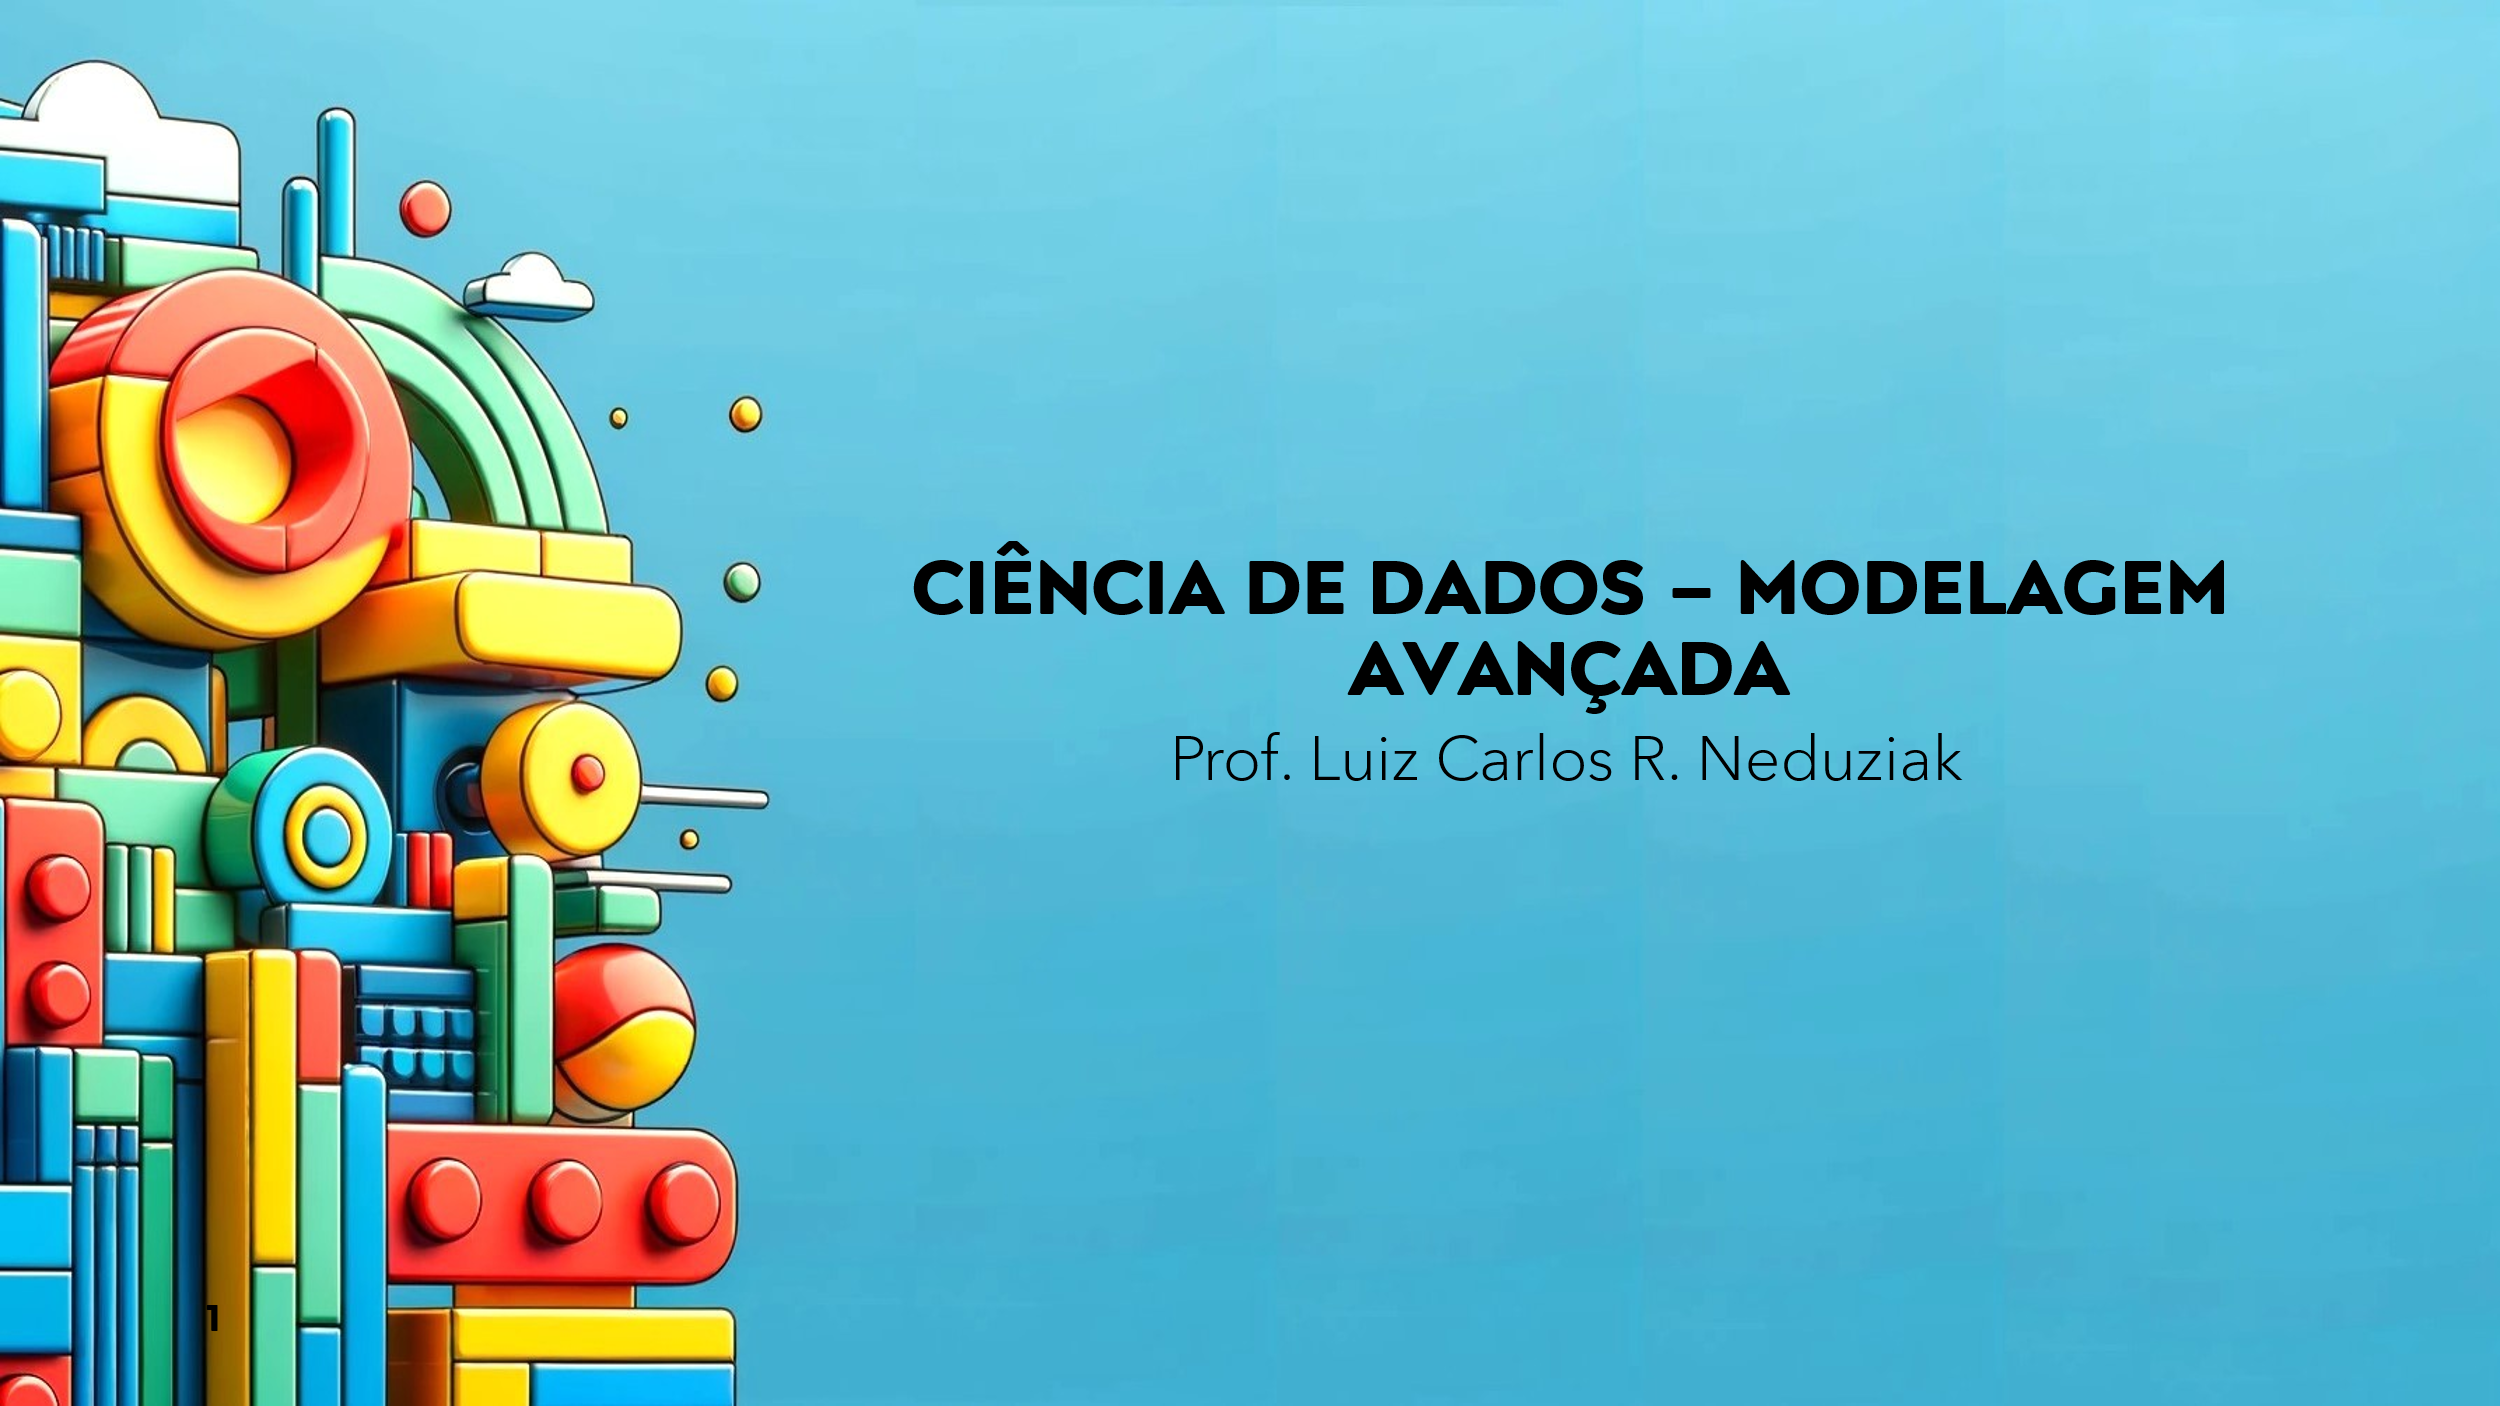 CIÊNCIA DE DADOS – MODELAGEM
AVANÇADA
Prof. Luiz Carlos R. Neduziak
1